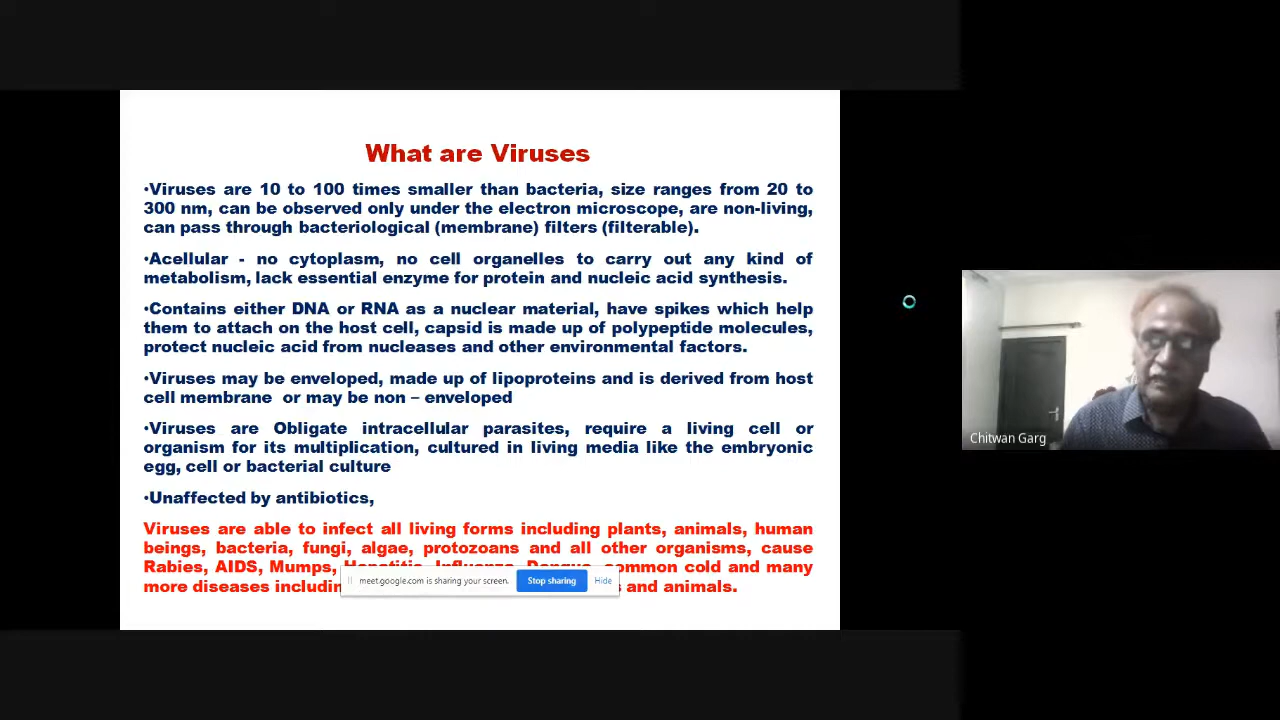 What are Viruses
•Viruses are 10 to 100 times smaller than bacteria, size ranges from 20 to
300 nm, can be observed only under the electron microscope, are non-living,
can pass through bacteriological (membrane) filters (filterable).
•Acellular - no cytoplasm, no cell organelles to carry out any kind of
metabolism, lack essential enzyme for protein and nucleic acid synthesis.
•Contains either DNA or RNA as a nuclear material, have spikes which help
them to attach on the host cell, capsid is made up of polypeptide molecules,
protect nucleic acid from nucleases and other environmental factors.
•Viruses may be enveloped, made up of lipoproteins and is derived from host
cell membrane or may be non – enveloped
•Viruses are Obligate intracellular parasites, require a living cell or
organism for its multiplication, cultured in living media like the embryonic
egg, cell or bacterial culture
•Unaffected by antibiotics,
Viruses are able to infect all living forms including plants, animals, human
beings, bacteria, fungi, algae, protozoans and all other organisms, cause
Rabies, AIDS, Mumps, Hepatitis, Influenza, Dengue, common cold and many
more diseases and animals.
meet.google.com is sharing your screen. Stop sharing Hide
Chitwan Garg